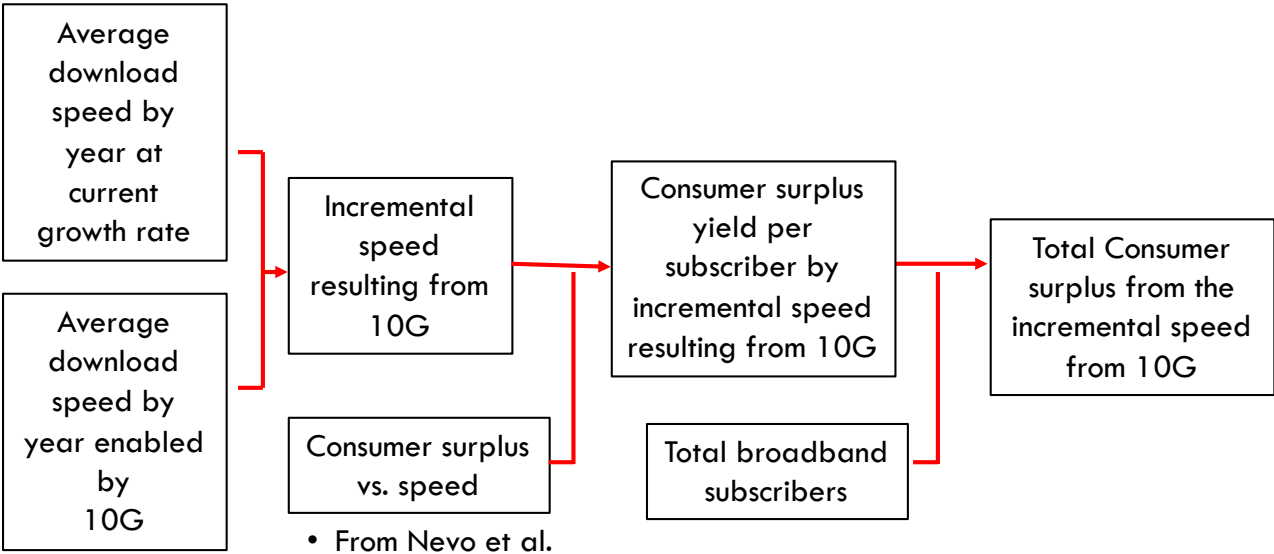 Average
download
speed by
year at
current
growth rate
Average
download
speed by
year enabled
by
10G
Incremental
speed
resulting from
10G
Consumer surplus
vs. speed
• From Nevo et al.
Consumer surplus
yield per
subscriber by
incremental speed
resulting from 10G
Total broadband
subscribers
Total Consumer
surplus from the
incremental speed
from 10G